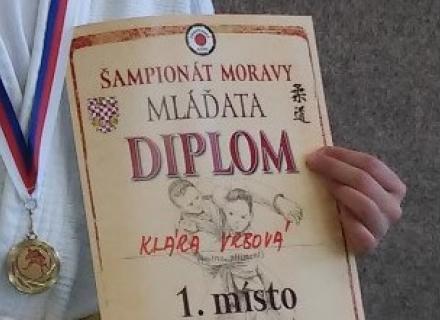 ŠAMPIONÁT MORAVY
MLÁĎATA
柔道
DIPLOM
KLÁRA VRBOVÁ
1. místo